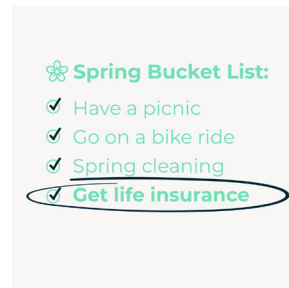 Spring Bucket List:
Have a picnic
Go on a bike ride
Spring cleaning
Get life insurance